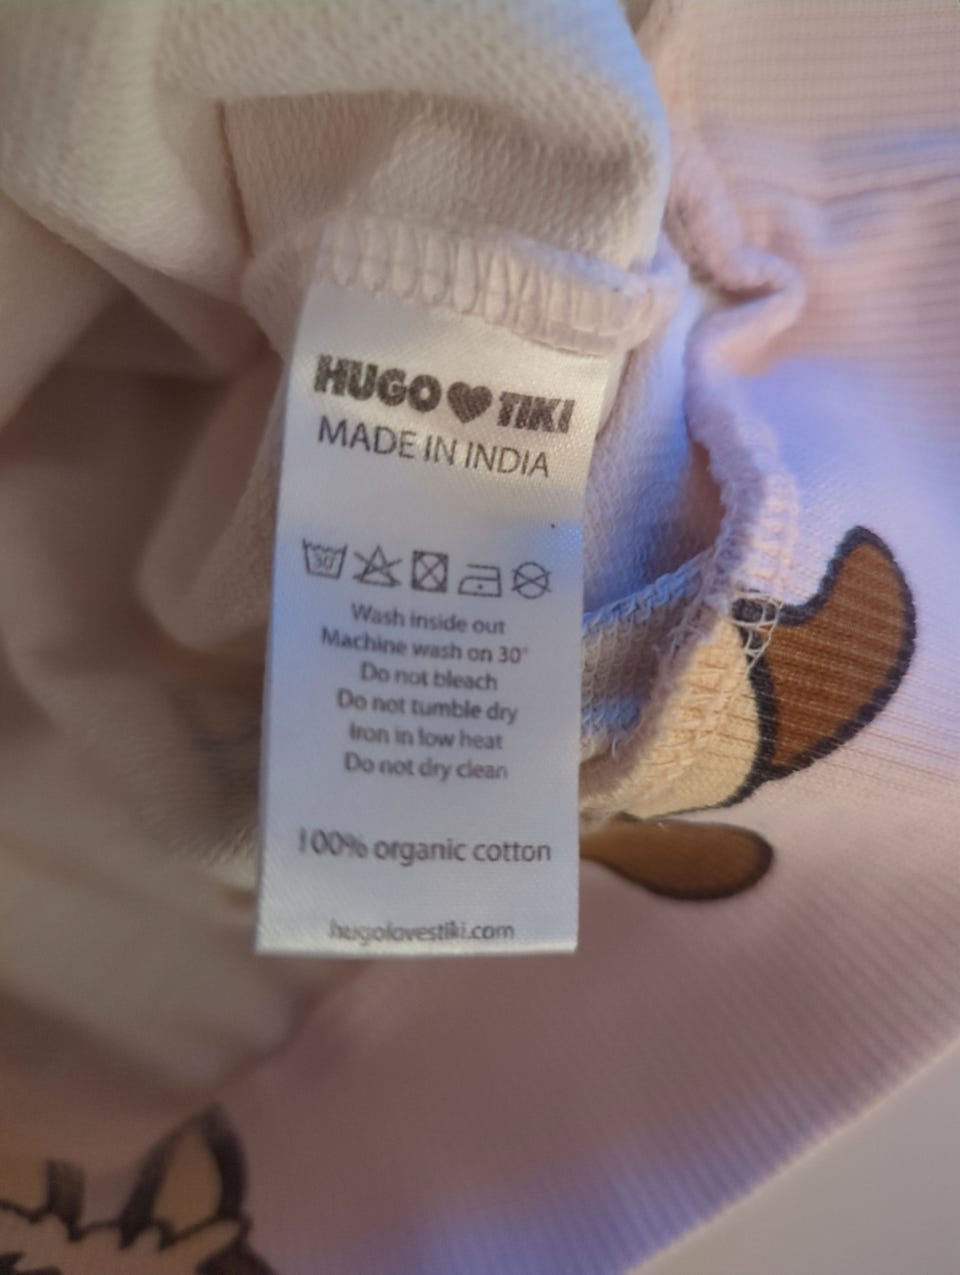 HUGO♥TIKI
MADE IN INDIA
30°
Wash inside out
Machine wash on 30°
Do not bleach
Do not tumble dry
Iron in low heat
Do not dry clean
100% organic cotton
hugolovestiki.com